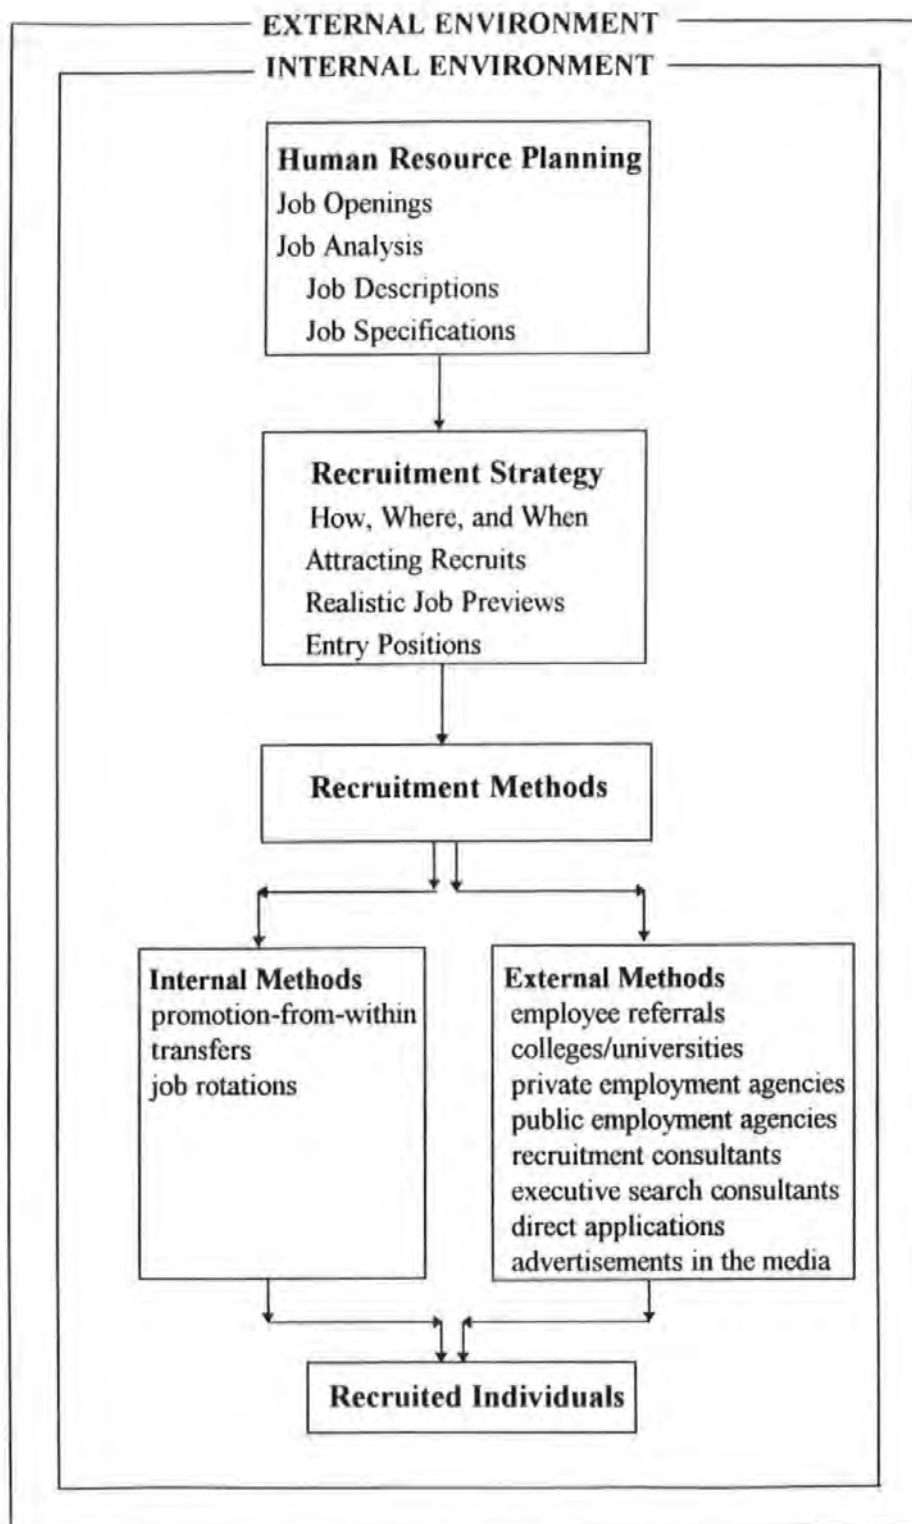 EXTERNAL ENVIRONMENT
INTERNAL ENVIRONMENT
Human Resource Planning
Job Openings
Job Analysis
Job Descriptions
Job Specifications
Recruitment Strategy
How, Where, and When
Attracting Recruits
Realistic Job Previews
Entry Positions
Recruitment Methods
Internal Methods
promotion-from-within
transfers
job rotations
External Methods
employee referrals
colleges/universities
private employment agencies
public employment agencies
recruitment consultants
executive search consultants
direct applications
advertisements in the media
Recruited Individuals